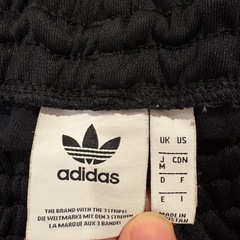 adidas
THE BRAND WITH THE 3 STRIPES
DIE WELTMARKE MIT DEN 3 STREIFEN
LA MARQUE AUX 3 BANDES
UK US
J M CDN
D F
E I
MADE IN